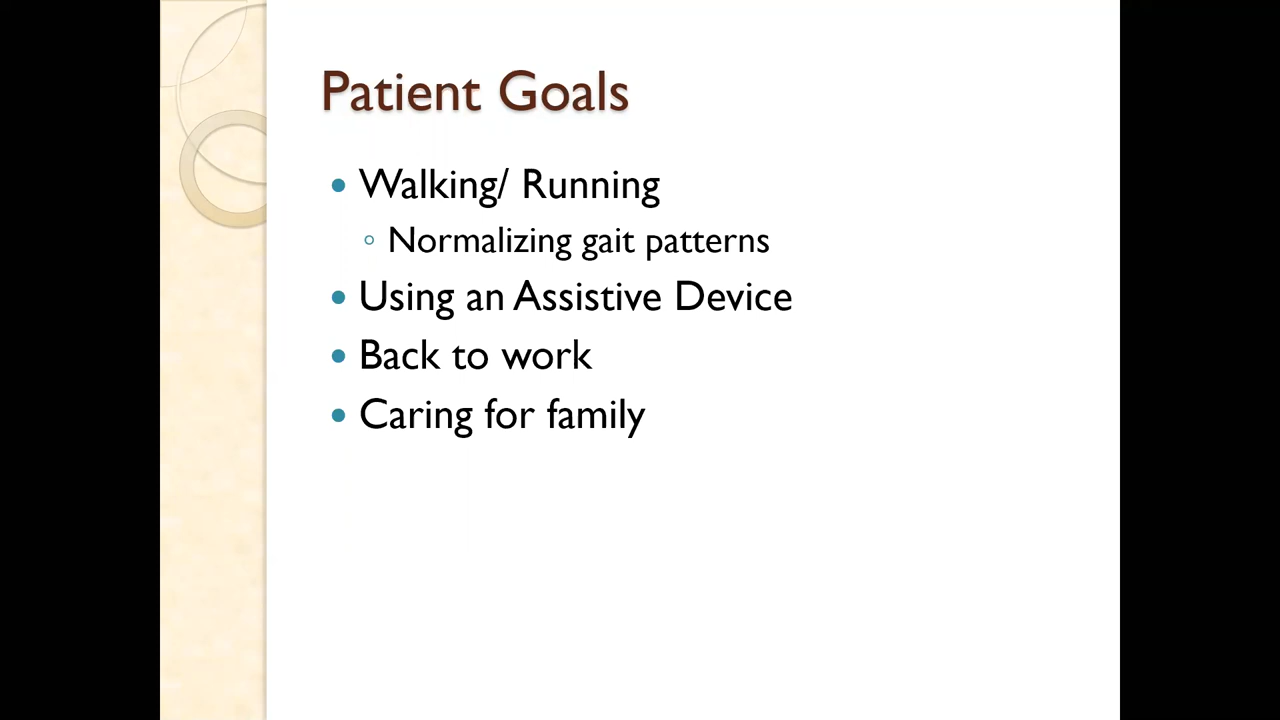 Patient Goals
Walking/ Running
Normalizing gait patterns
Using an Assistive Device
Back to work
Caring for family